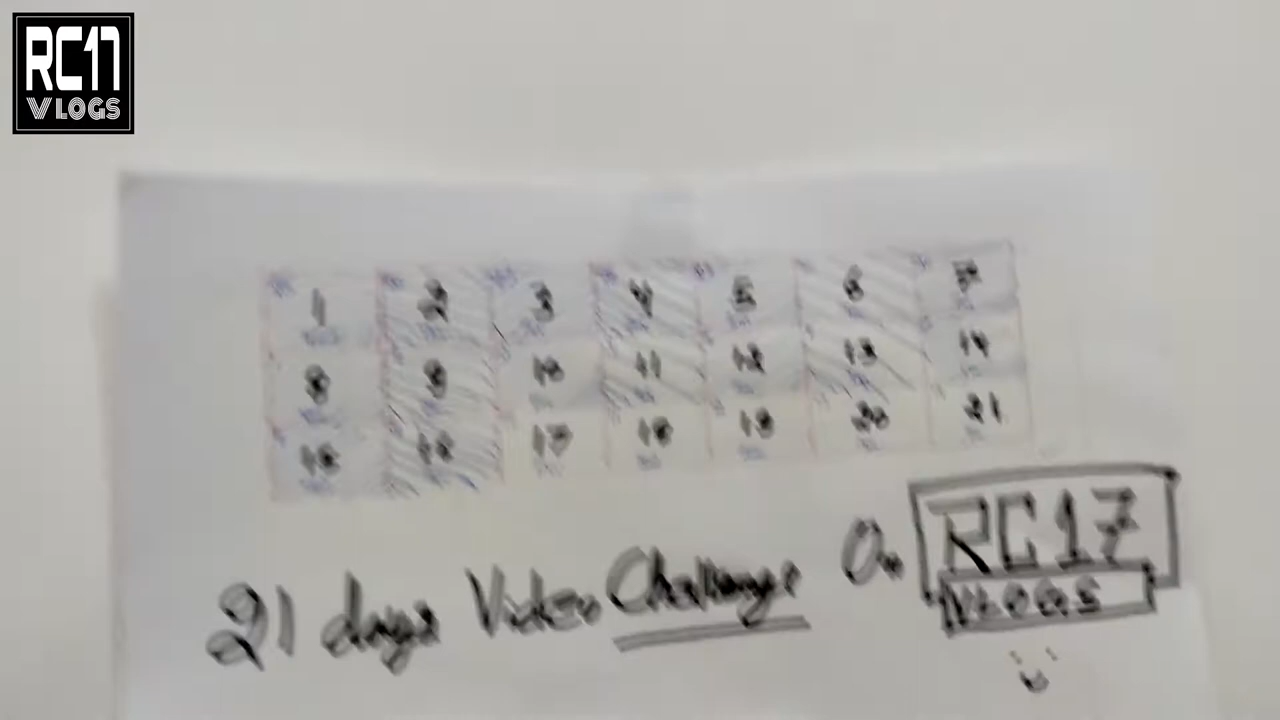 RC17
VLOGS
1 2 3 4 5 6 7
8 9 10 11 12 13 14
15 16 17 18 19 20 21
21 days Video Challenge On RC17
VLOGS